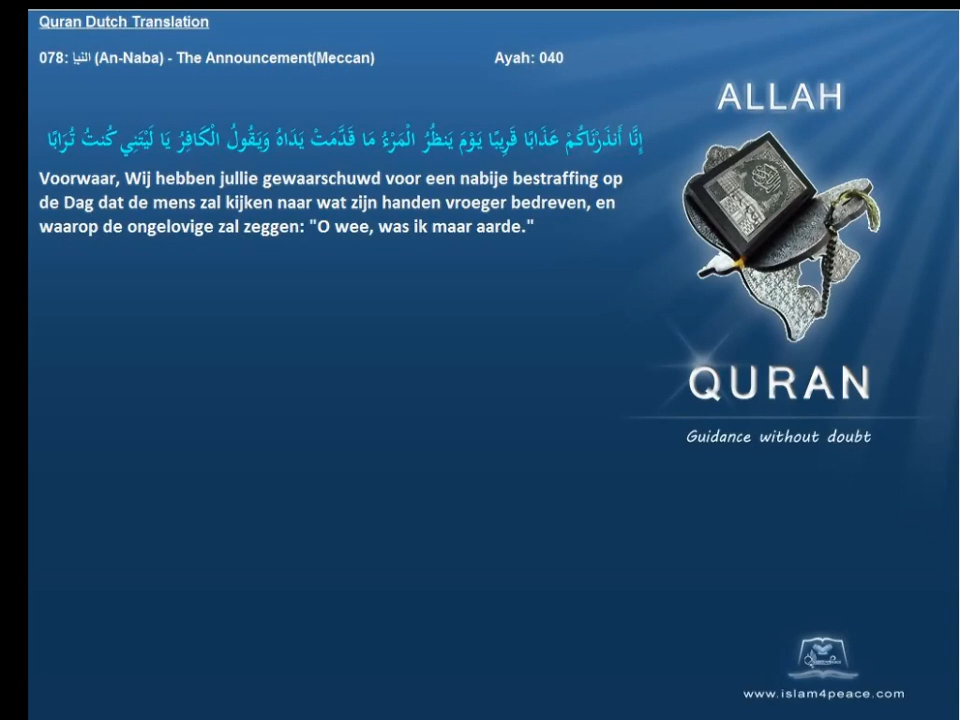 Quran Dutch Translation
078: النبإ (An-Naba) - The Announcement(Meccan) Ayah: 040
إِنَّا أَنذَرْنَاكُمْ عَذَابًا قَرِيبًا يَوْمَ يَنظُرُ الْمَرْءُ مَا قَدَّمَتْ يَدَاهُ وَيَقُولُ الْكَافِرُ يَا لَيْتَنِي كُنتُ تُرَابًا
Voorwaar, Wij hebben jullie gewaarschuwd voor een nabije bestraffing op
de Dag dat de mens zal kijken naar wat zijn handen vroeger bedreven, en
waarop de ongelovige zal zeggen: "O wee, was ik maar aarde."
ALLAH
QURAN
Guidance without doubt
www.islam4peace.com